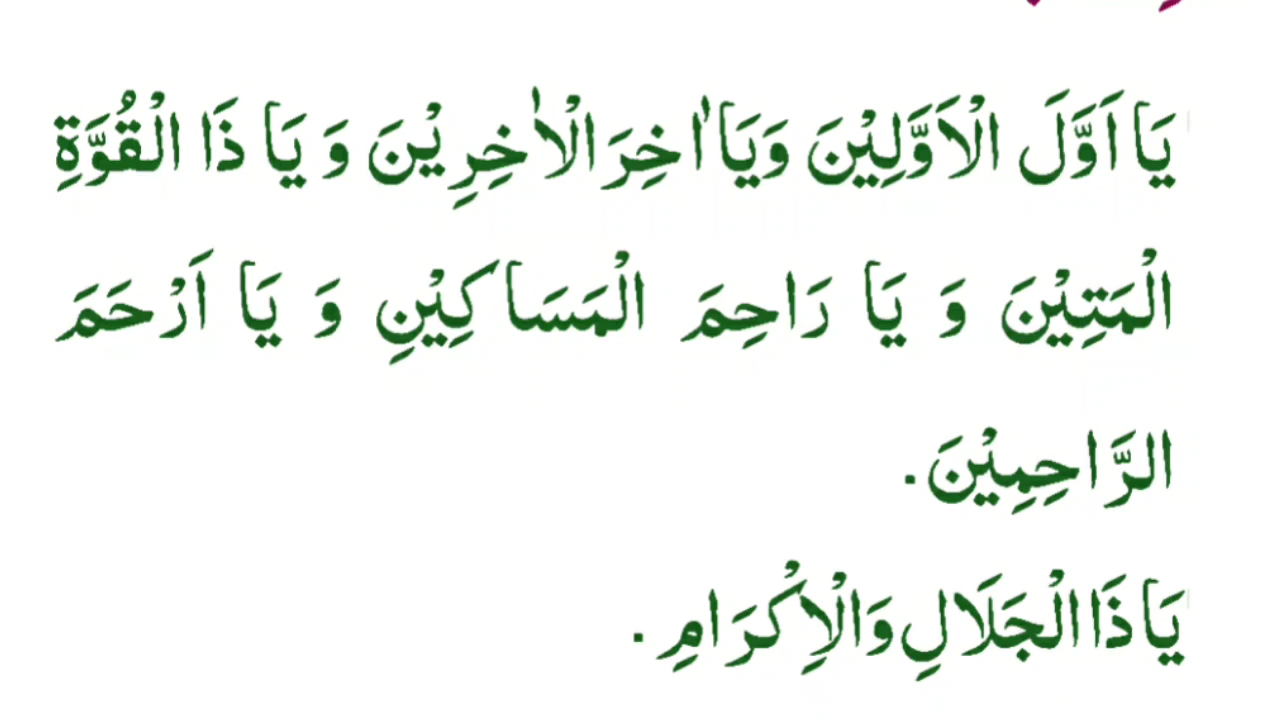 يَا اَوَّلَ الْاَوَّلِيْنَ وَيَا اٰخِرَ الْاٰخِرِيْنَ وَ يَا ذَا الْقُوَّةِ
الْمَتِيْنَ وَ يَا رَاحِمَ الْمَسَاكِيْنِ وَ يَا اَرْحَمَ
الرَّاحِمِيْنَ.
يَا ذَا الْجَلَالِ وَالْاِكْرَامِ.